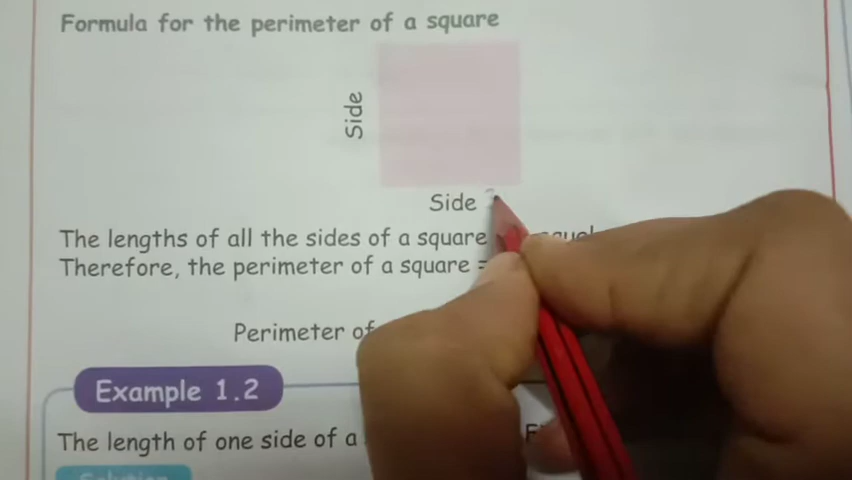 Formula for the perimeter of a square
Side
Side
The lengths of all the sides of a square
Therefore, the perimeter of a square =
Perimeter of
Example 1.2
The length of one side of a
Solution